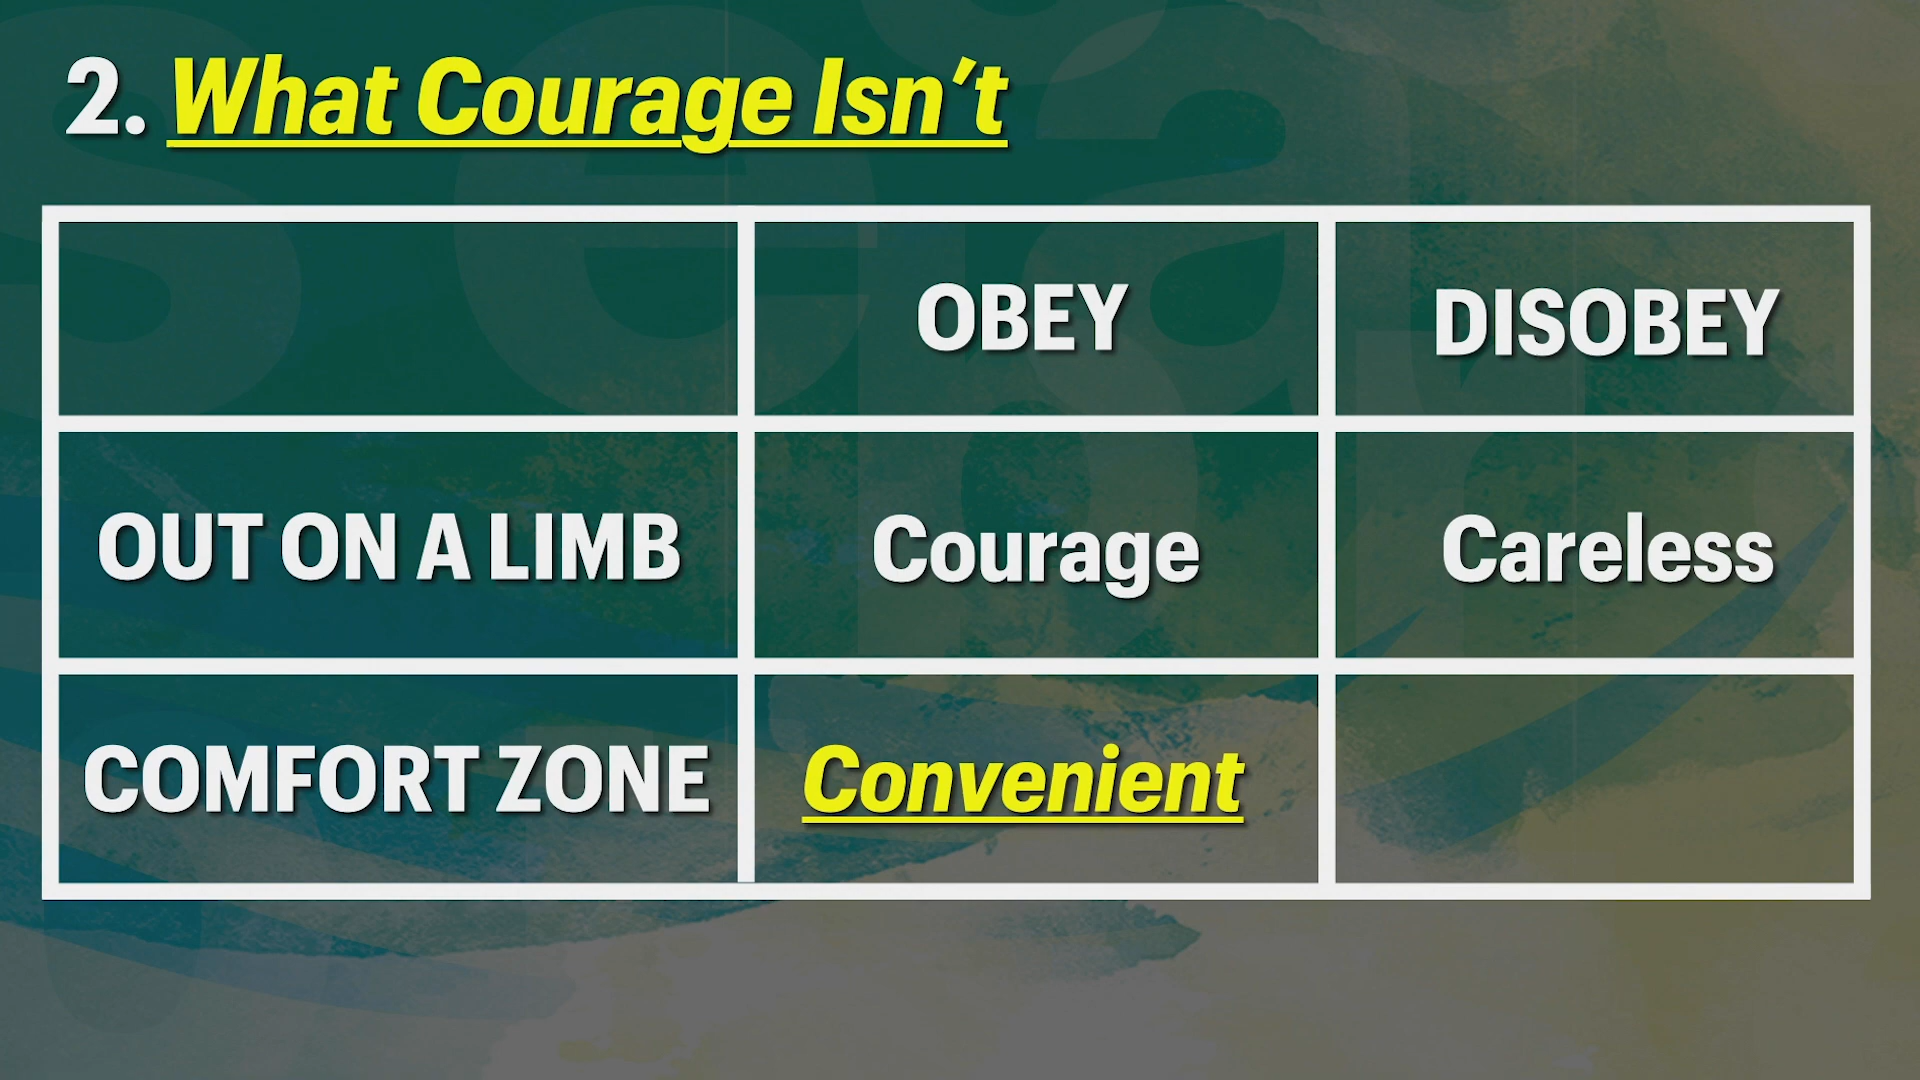 2. What Courage Isn't
OBEY
DISOBEY
OUT ON A LIMB
Courage
Careless
COMFORT ZONE
Convenient